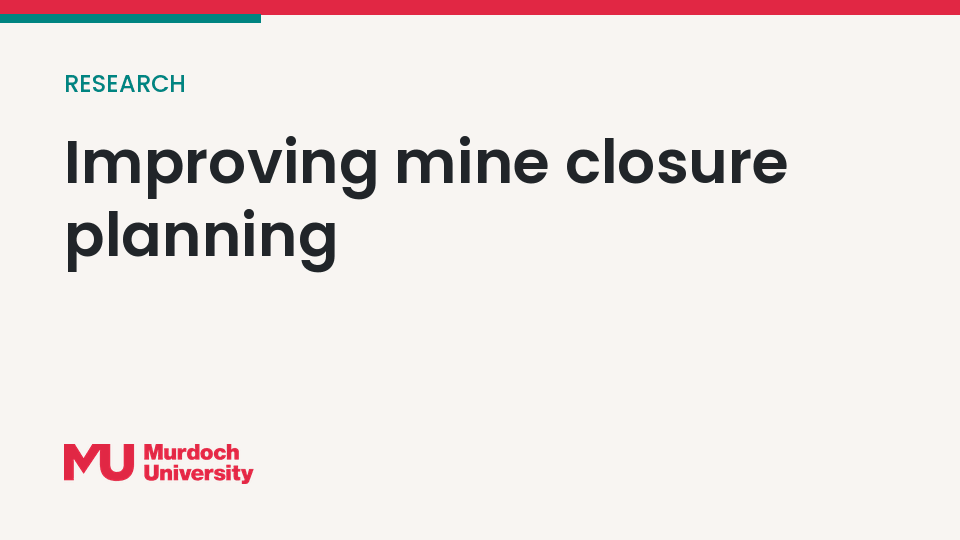 RESEARCH
Improving mine closure
planning
MU Murdoch
University